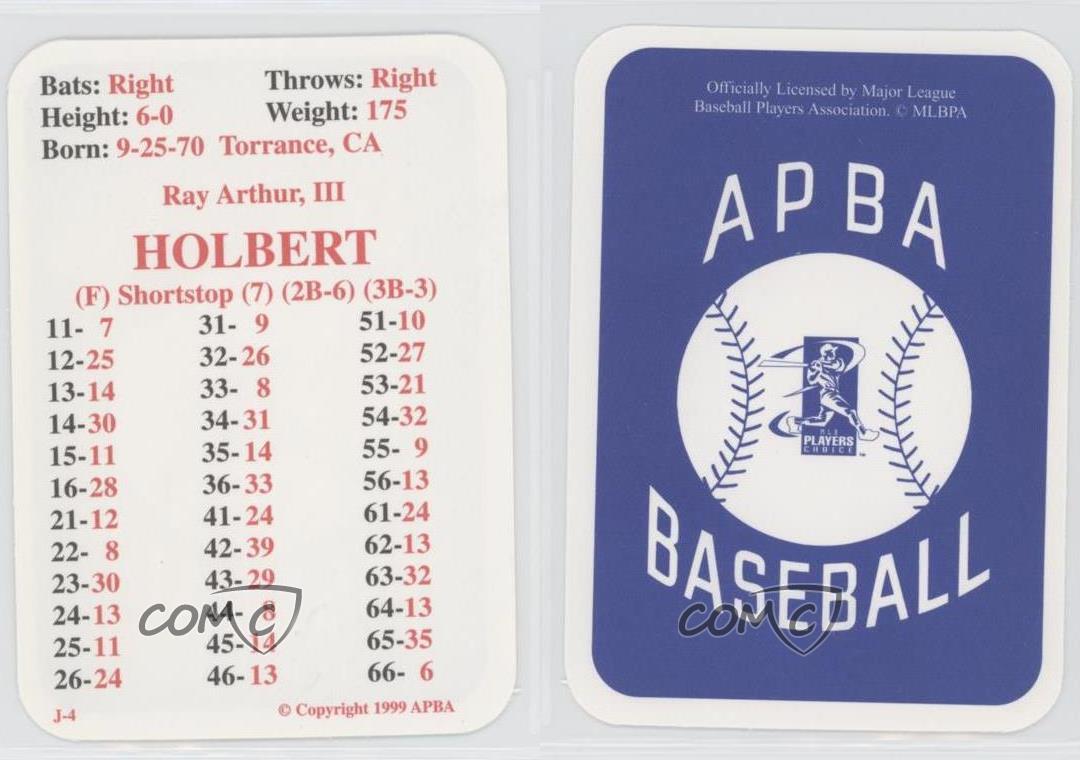 Bats: Right Throws: Right
Height: 6-0 Weight: 175
Born: 9-25-70 Torrance, CA
Ray Arthur, III
HOLBERT
(F) Shortstop (7) (2B-6) (3B-3)
11- 7 31- 9 51-10
12-25 32-26 52-27
13-14 33- 8 53-21
14-30 34-31 54-32
15-11 35-14 55- 9
16-28 36-33 56-13
21-12 41-24 61-24
22- 8 42-39 62-13
23-30 43-29 63-32
24-13 44- 8 64-13
25-11 45-14 65-35
26-24 46-13 66- 6
J-4 © Copyright 1999 APBA
COMC
Officially Licensed by Major League
Baseball Players Association. © MLBPA
APBA
MLB
PLAYERS
CHOICE
™
BASEBALL
COMC